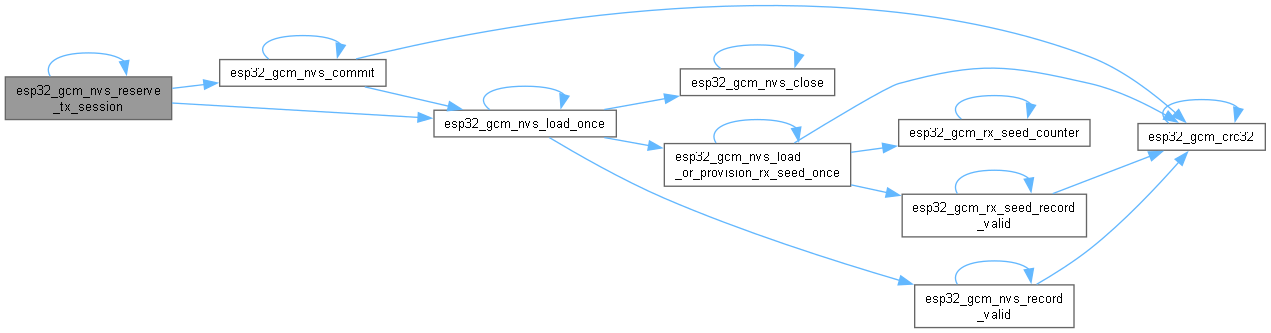 esp32_gcm_nvs_reserve
_tx_session
esp32_gcm_nvs_commit
esp32_gcm_nvs_load_once
esp32_gcm_nvs_close
esp32_gcm_nvs_load
_or_provision_rx_seed_once
esp32_gcm_rx_seed_counter
esp32_gcm_rx_seed_record
_valid
esp32_gcm_nvs_record
_valid
esp32_gcm_crc32